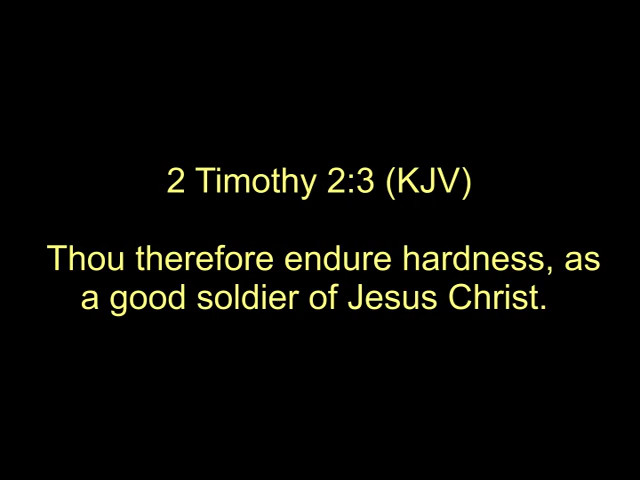 2 Timothy 2:3 (KJV)
Thou therefore endure hardness, as
a good soldier of Jesus Christ.